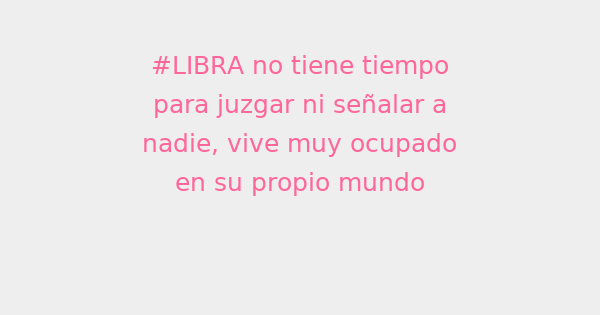 #LIBRA no tiene tiempo
para juzgar ni señalar a
nadie, vive muy ocupado
en su propio mundo